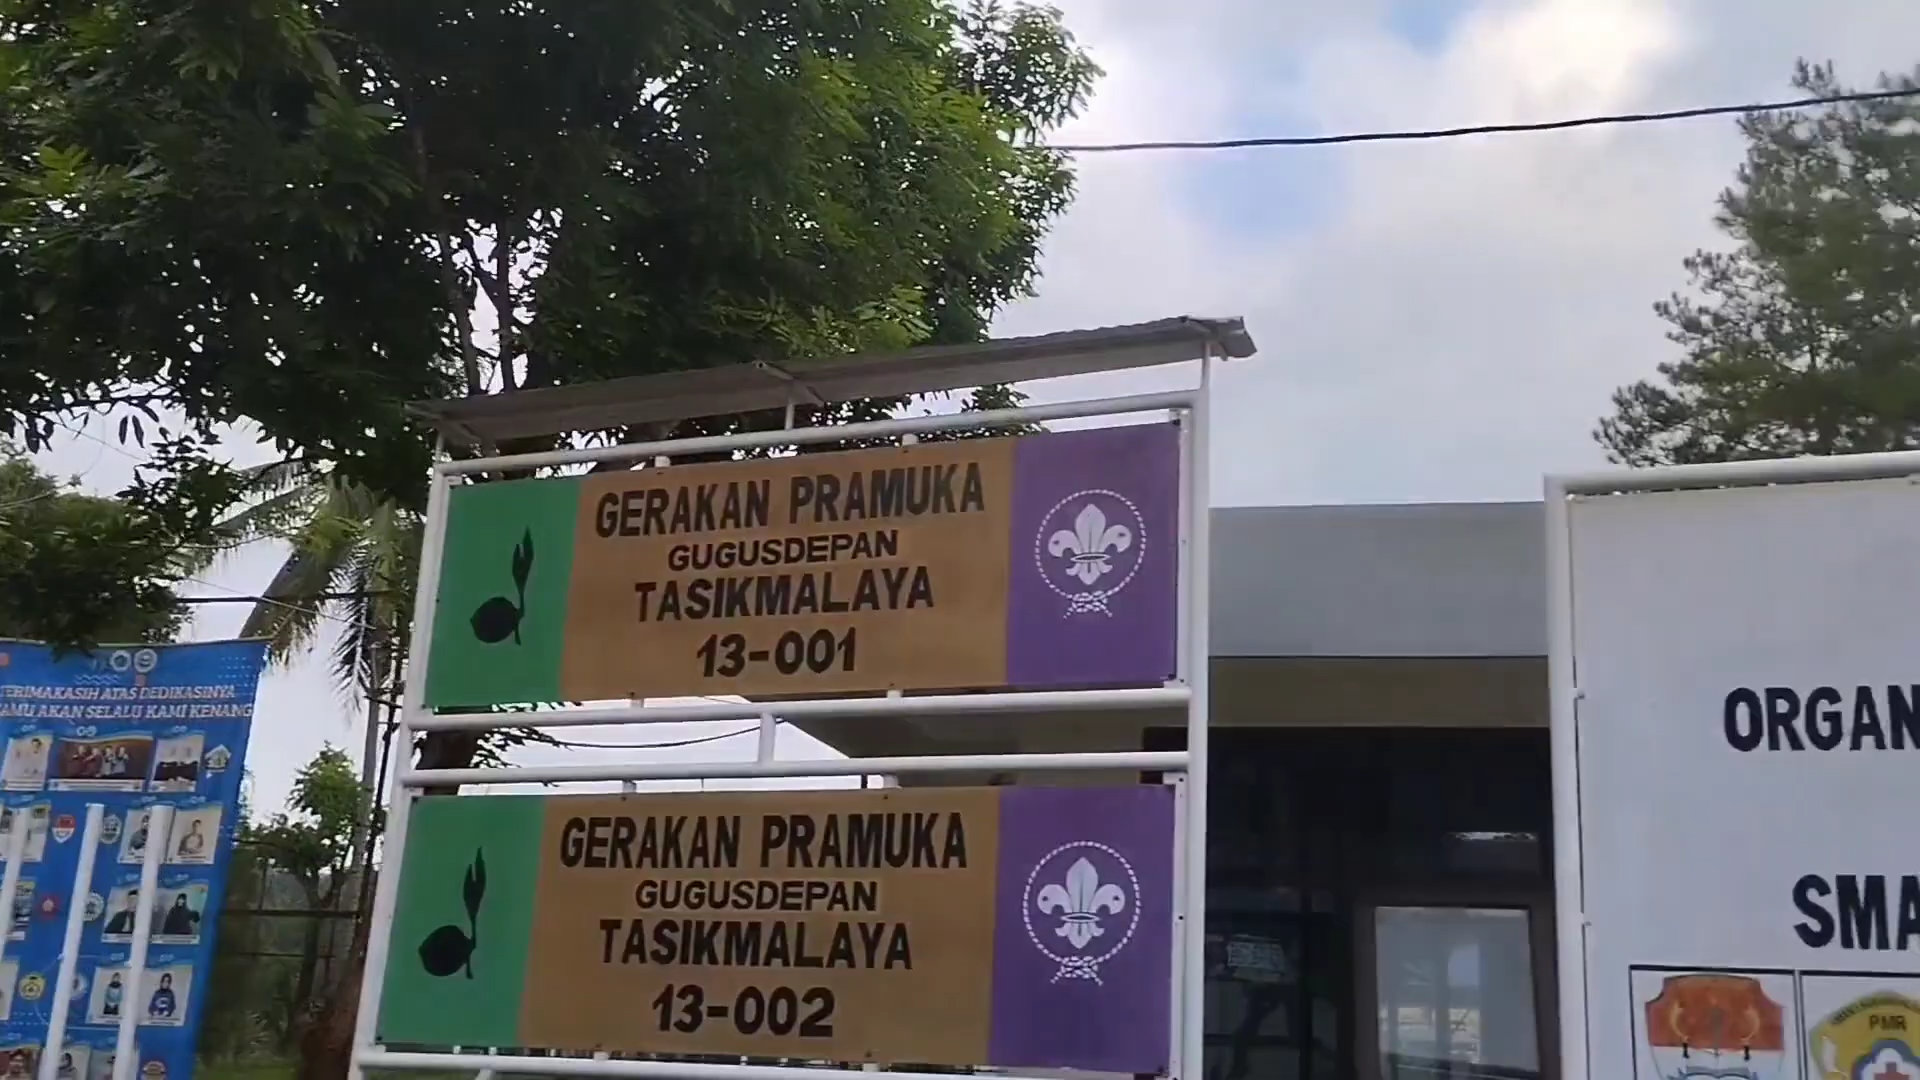 GERAKAN PRAMUKA
GUGUSDEPAN
TASIKMALAYA
13-001
GERAKAN PRAMUKA
GUGUSDEPAN
TASIKMALAYA
13-002
TERIMAKASIH ATAS DEDIKASINYA
KAMU AKAN SELALU KAMI KENANG
ORGAN
SMA
PMR